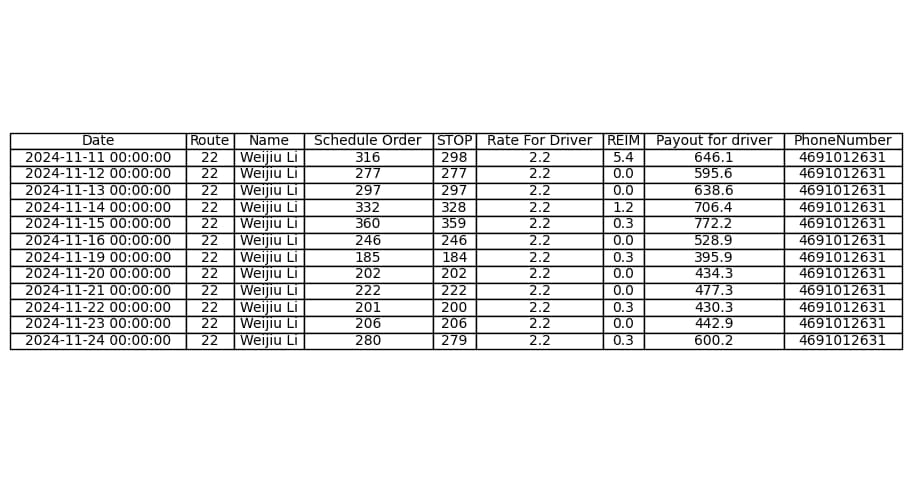 Date Route Name Schedule Order STOP Rate For Driver REIM Payout for driver PhoneNumber
2024-11-11 00:00:00 22 Weijiu Li 316 298 2.2 5.4 646.1 4691012631
2024-11-12 00:00:00 22 Weijiu Li 277 277 2.2 0.0 595.6 4691012631
2024-11-13 00:00:00 22 Weijiu Li 297 297 2.2 0.0 638.6 4691012631
2024-11-14 00:00:00 22 Weijiu Li 332 328 2.2 1.2 706.4 4691012631
2024-11-15 00:00:00 22 Weijiu Li 360 359 2.2 0.3 772.2 4691012631
2024-11-16 00:00:00 22 Weijiu Li 246 246 2.2 0.0 528.9 4691012631
2024-11-19 00:00:00 22 Weijiu Li 185 184 2.2 0.3 395.9 4691012631
2024-11-20 00:00:00 22 Weijiu Li 202 202 2.2 0.0 434.3 4691012631
2024-11-21 00:00:00 22 Weijiu Li 222 222 2.2 0.0 477.3 4691012631
2024-11-22 00:00:00 22 Weijiu Li 201 200 2.2 0.3 430.3 4691012631
2024-11-23 00:00:00 22 Weijiu Li 206 206 2.2 0.0 442.9 4691012631
2024-11-24 00:00:00 22 Weijiu Li 280 279 2.2 0.3 600.2 4691012631